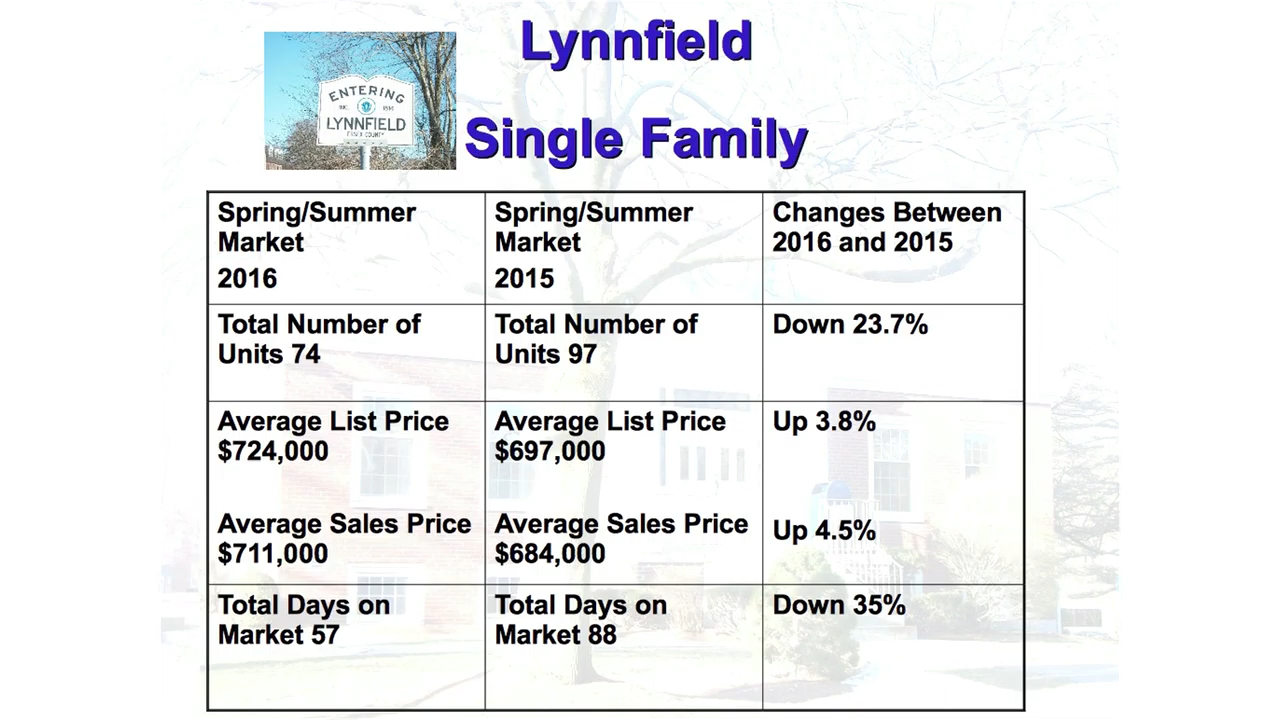 Lynnfield
Single Family
ENTERING
LYNNFIELD
Spring/Summer
Market
2016
Spring/Summer
Market
2015
Changes Between
2016 and 2015
Total Number of
Units 74
Total Number of
Units 97
Down 23.7%
Average List Price
$724,000
Average List Price
$697,000
Up 3.8%
Average Sales Price
$711,000
Average Sales Price
$684,000
Up 4.5%
Total Days on
Market 57
Total Days on
Market 88
Down 35%